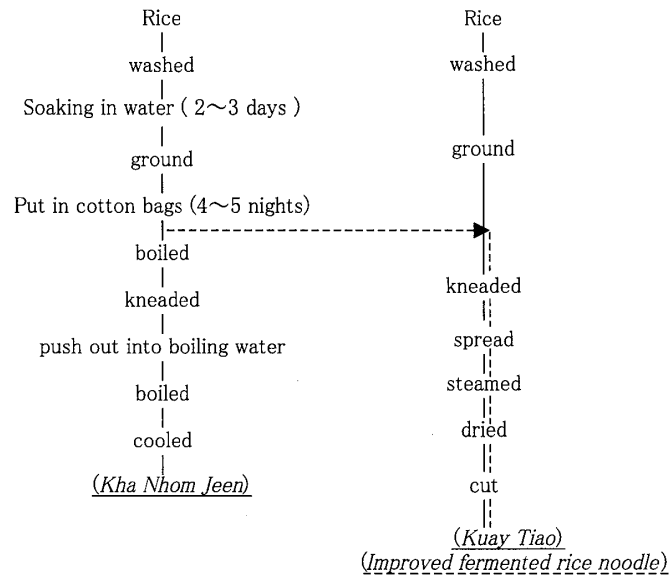 Rice
washed
Soaking in water ( 2～3 days )
ground
Put in cotton bags (4～5 nights)
boiled
kneaded
push out into boiling water
boiled
cooled
(Kha Nhom Jeen)
Rice
washed
ground
kneaded
spread
steamed
dried
cut
(Kuay Tiao)
(Improved fermented rice noodle)